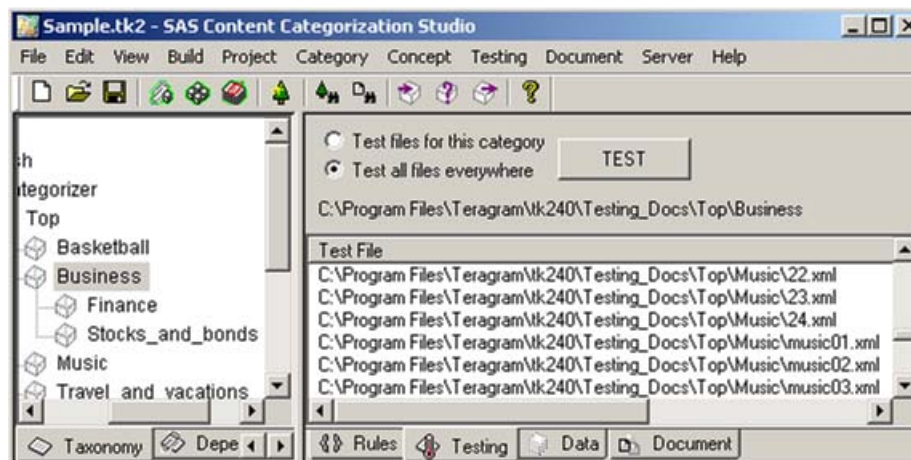 Sample.tk2 - SAS Content Categorization Studio
File Edit View Build Project Category Concept Testing Document Server Help
sh
ategorizer
Top
Basketball
Business
Finance
Stocks_and_bonds
Music
Travel_and_vacations
Taxonomy Depe
Test files for this category
Test all files everywhere
TEST
C:\Program Files\Teragram\tk240\Testing_Docs\Top\Business
Test File
C:\Program Files\Teragram\tk240\Testing_Docs\Top\Music\22.xml
C:\Program Files\Teragram\tk240\Testing_Docs\Top\Music\23.xml
C:\Program Files\Teragram\tk240\Testing_Docs\Top\Music\24.xml
C:\Program Files\Teragram\tk240\Testing_Docs\Top\Music\music01.xml
C:\Program Files\Teragram\tk240\Testing_Docs\Top\Music\music02.xml
C:\Program Files\Teragram\tk240\Testing_Docs\Top\Music\music03.xml
Rules Testing Data Document